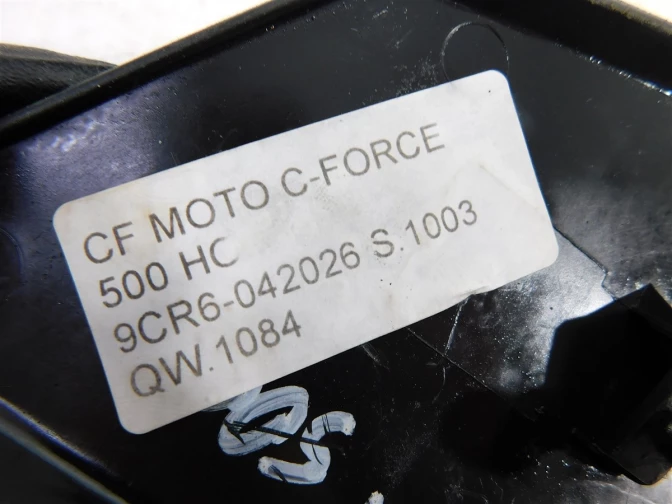 CF MOTO C-FORCE
500 HC
9CR6-042026 S.1003
QW.1084